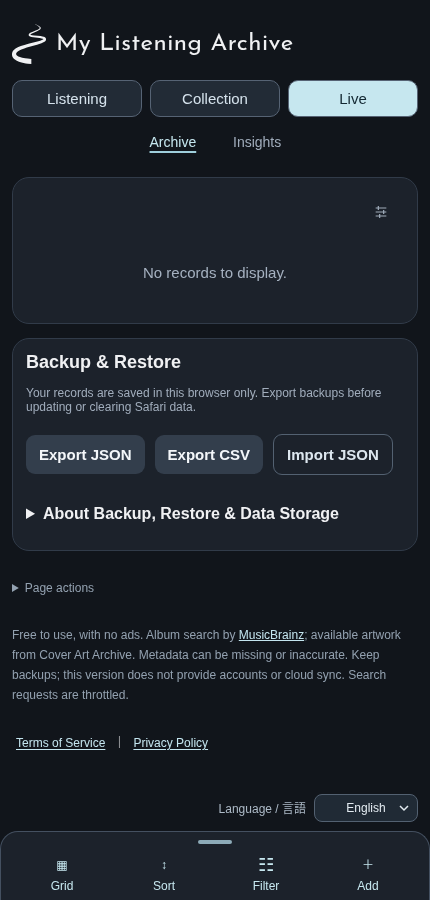 My Listening Archive
Listening Collection Live
Archive Insights
No records to display.
Backup & Restore
Your records are saved in this browser only. Export backups before
updating or clearing Safari data.
Export JSON Export CSV Import JSON
About Backup, Restore & Data Storage
Page actions
Free to use, with no ads. Album search by MusicBrainz; available artwork
from Cover Art Archive. Metadata can be missing or inaccurate. Keep
backups; this version does not provide accounts or cloud sync. Search
requests are throttled.
Terms of Service | Privacy Policy
Language / 言語 English
Grid Sort Filter Add